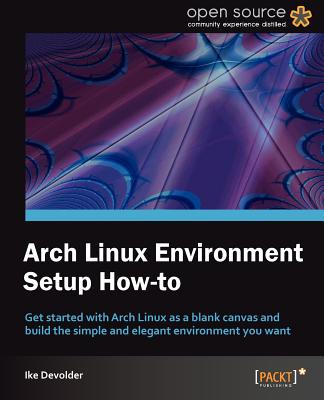 open source*
community experience distilled
Arch Linux Environment
Setup How-to
Get started with Arch Linux as a blank canvas and
build the simple and elegant environment you want
Ike Devolder
[PACKT]*
PUBLISHING